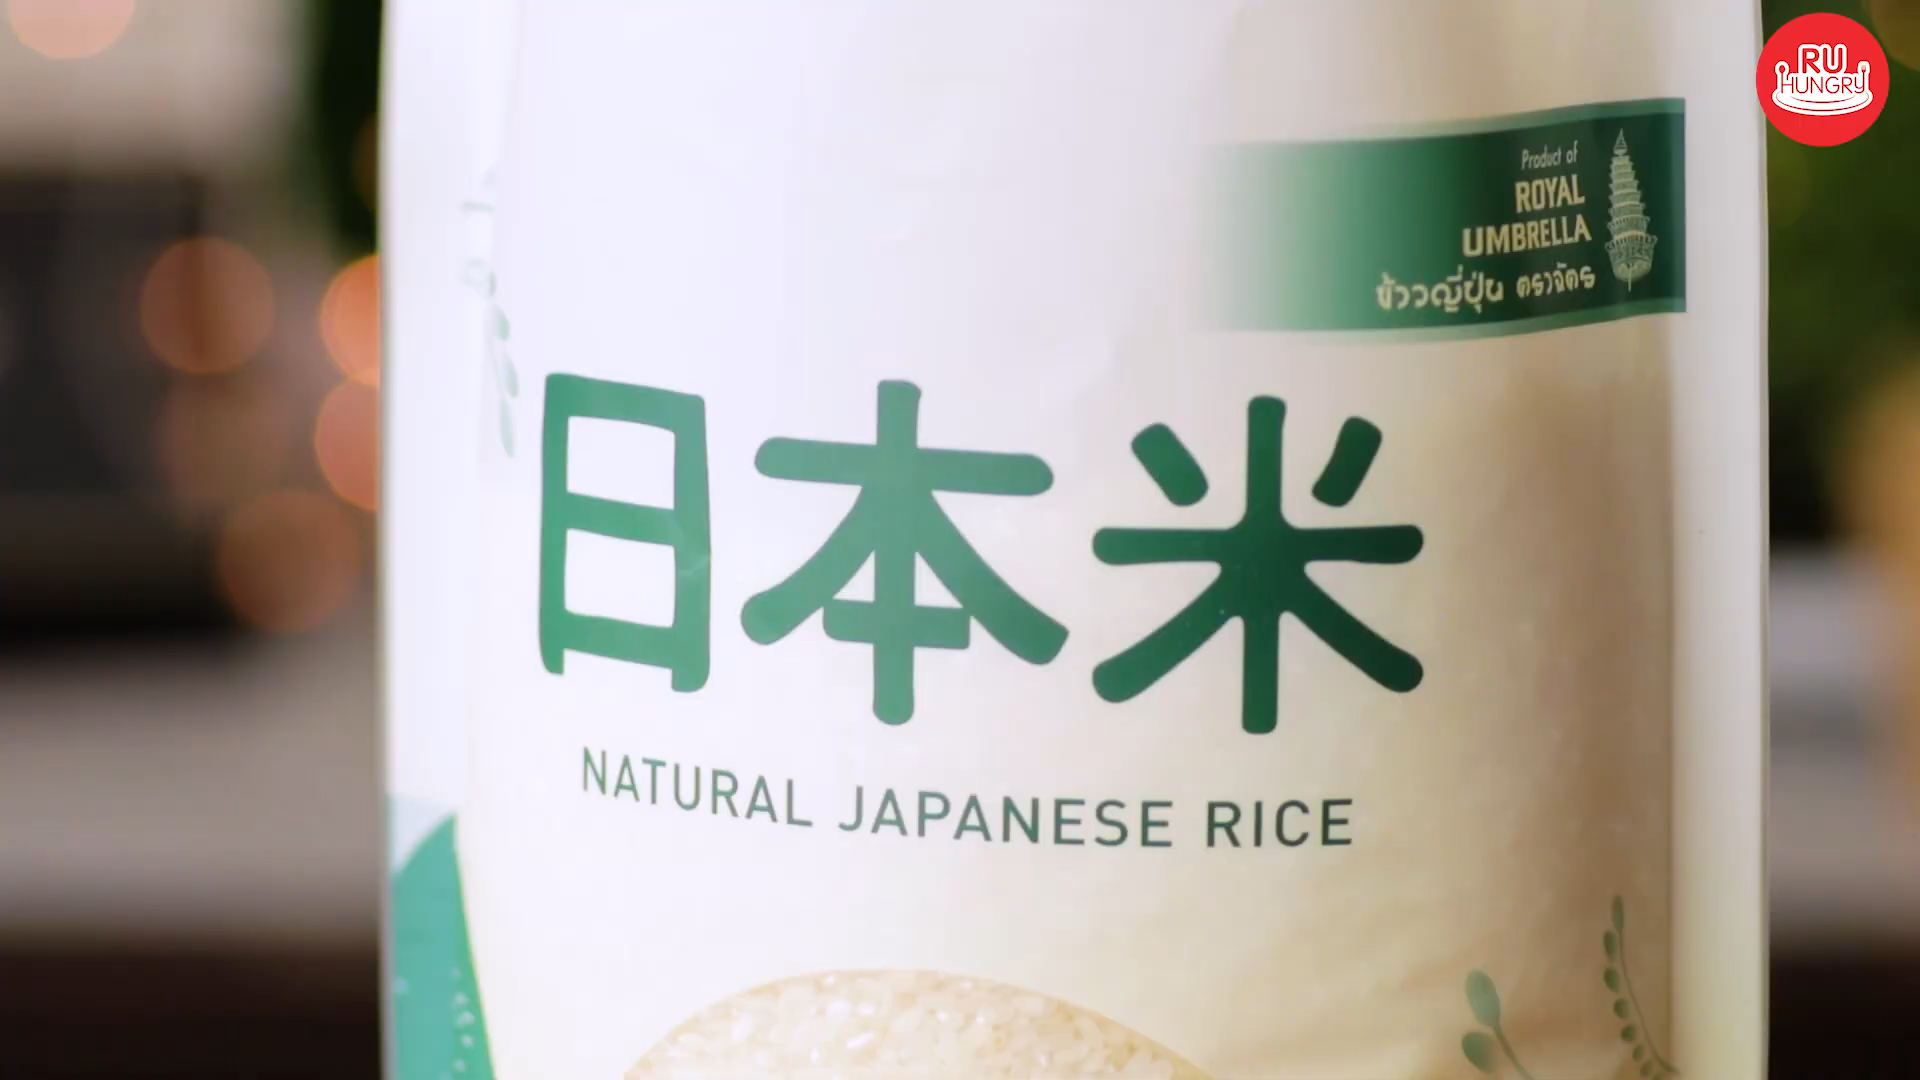 RU
HUNGRY
Product of
ROYAL
UMBRELLA
ข้าวญี่ปุ่น ตราฉัตร
日本米
NATURAL JAPANESE RICE